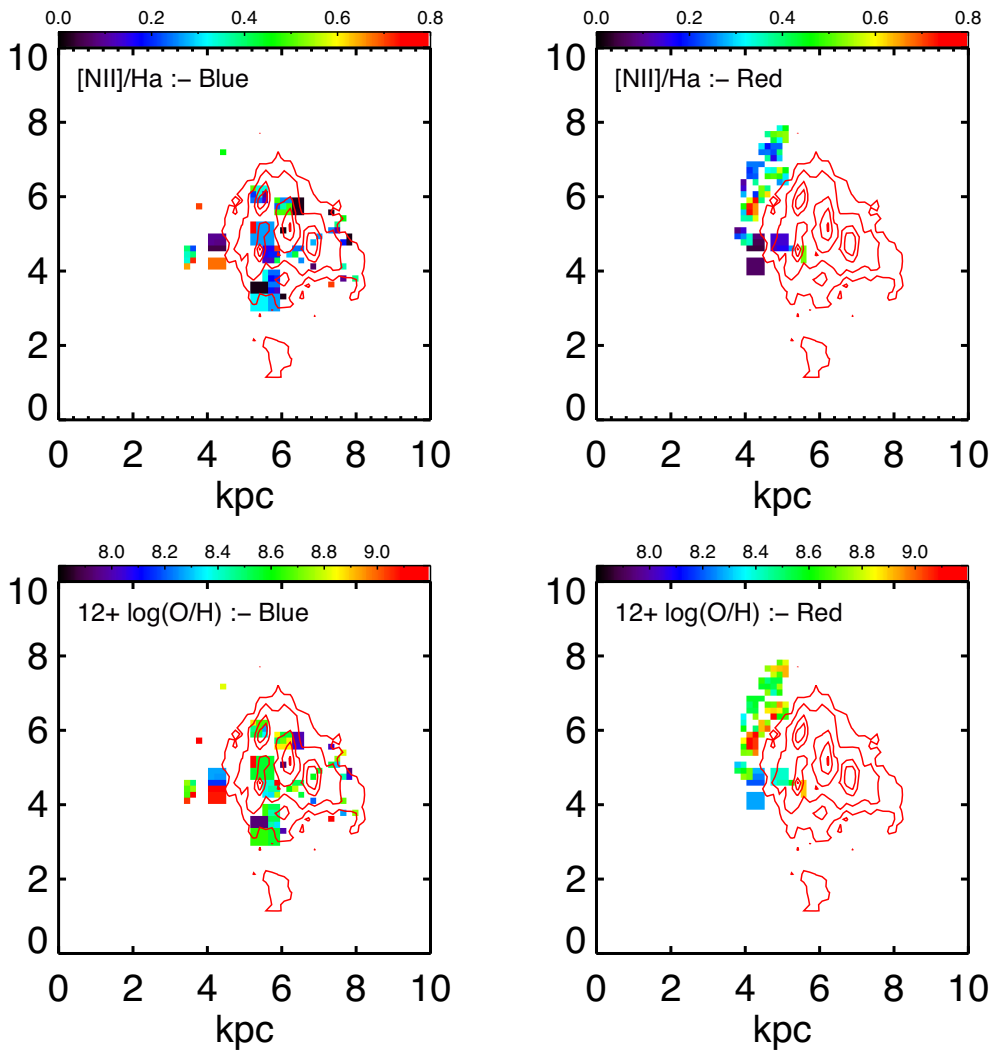 0.0 0.2 0.4 0.6 0.8
[NII]/Ha :− Blue
10
8
6
4
2
0
0 2 4 6 8 10
kpc
0.0 0.2 0.4 0.6 0.8
[NII]/Ha :− Red
10
8
6
4
2
0
0 2 4 6 8 10
kpc
8.0 8.2 8.4 8.6 8.8 9.0
12+ log(O/H) :− Blue
10
8
6
4
2
0
0 2 4 6 8 10
kpc
8.0 8.2 8.4 8.6 8.8 9.0
12+ log(O/H) :− Red
10
8
6
4
2
0
0 2 4 6 8 10
kpc